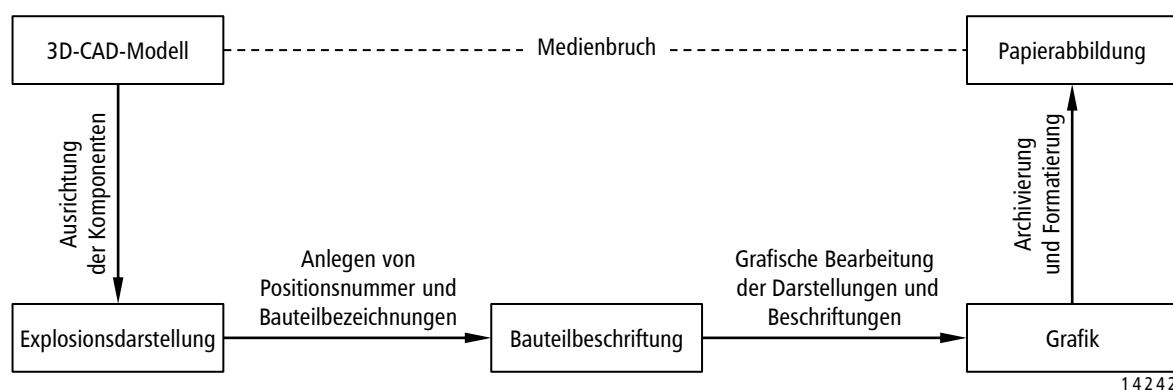 3D-CAD-Modell
Medienbruch
Papierabbildung
Ausrichtung
der Komponenten
Archivierung
und Formatierung
Anlegen von
Positionsnummer und
Bauteilbezeichnungen
Grafische Bearbeitung
der Darstellungen und
Beschriftungen
Explosionsdarstellung
Bauteilbeschriftung
Grafik
14242